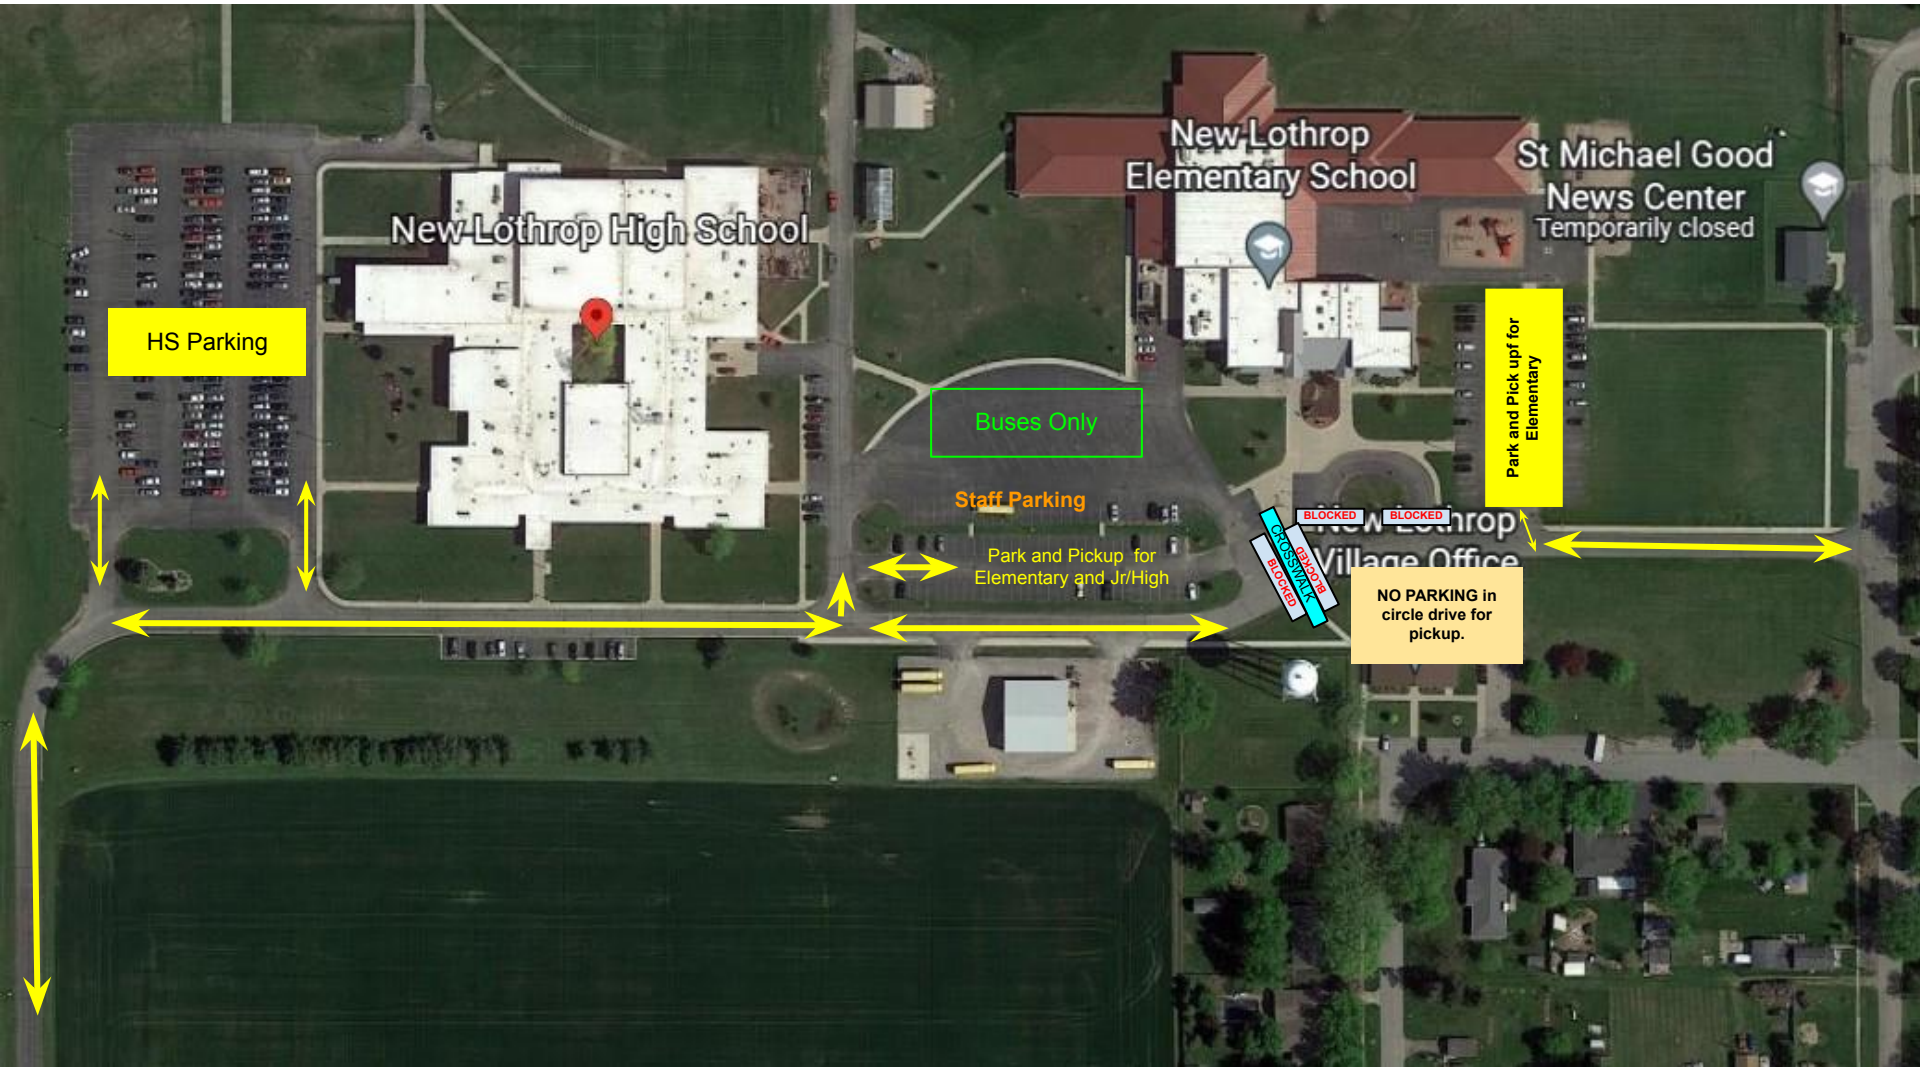 New Lothrop
Elementary School
St Michael Good
News Center
Temporarily closed
New Lothrop High School
HS Parking
Park and Pick upf for
Elementary
Buses Only
Staff Parking
BLOCKED
BLOCKED
New Lothrop
Village Office
CROSSWALK
BLOCKED
BLOCKED
Park and Pickup for
Elementary and Jr/High
NO PARKING in
circle drive for
pickup.